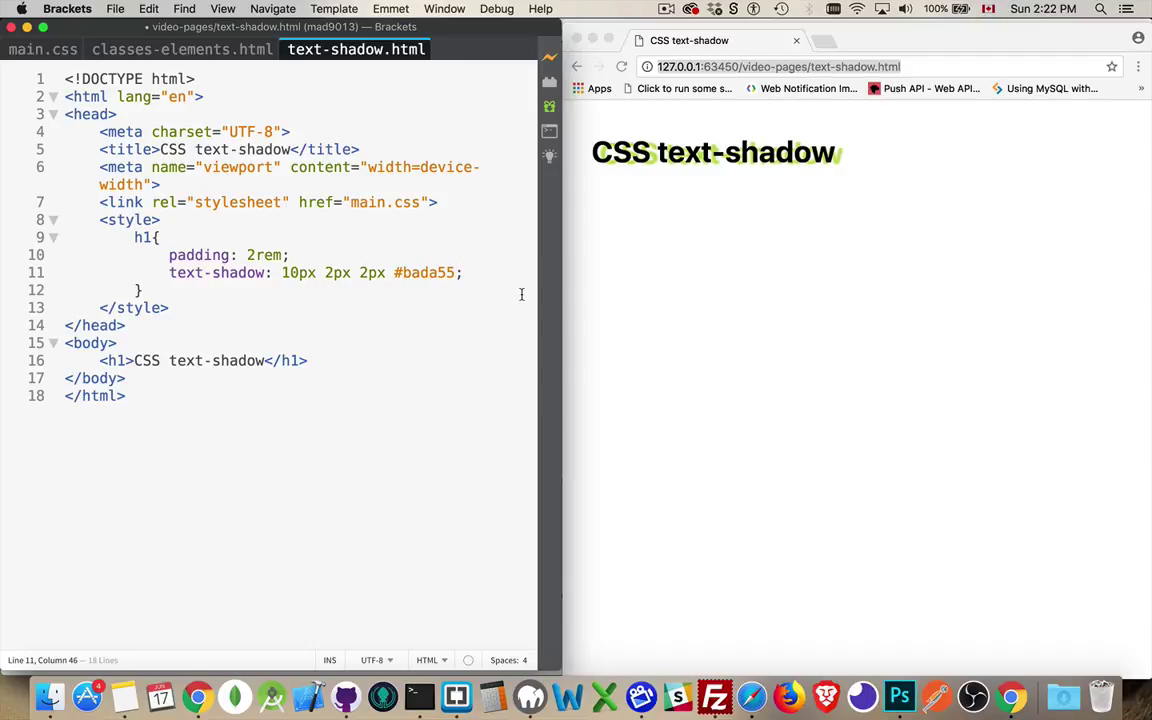 Brackets File Edit Find View Navigate Template Emmet Window Debug Help 100% Sun 2:22 PM
• video-pages/text-shadow.html (mad9013) — Brackets
main.css classes-elements.html text-shadow.html
1 <!DOCTYPE html>
2 <html lang="en">
3 <head>
4 <meta charset="UTF-8">
5 <title>CSS text-shadow</title>
6 <meta name="viewport" content="width=device-
width">
7 <link rel="stylesheet" href="main.css">
8 <style>
9 h1{
10 padding: 2rem;
11 text-shadow: 10px 2px 2px #bada55;
12 }
13 </style>
14 </head>
15 <body>
16 <h1>CSS text-shadow</h1>
17 </body>
18 </html>
Line 11, Column 46 — 18 Lines INS UTF-8 HTML Spaces: 4
CSS text-shadow
127.0.0.1:63450/video-pages/text-shadow.html
Apps Click to run some s... Web Notification Im... Push API - Web API... Using MySQL with... »
CSS text-shadow
4
JUL
17
Ps